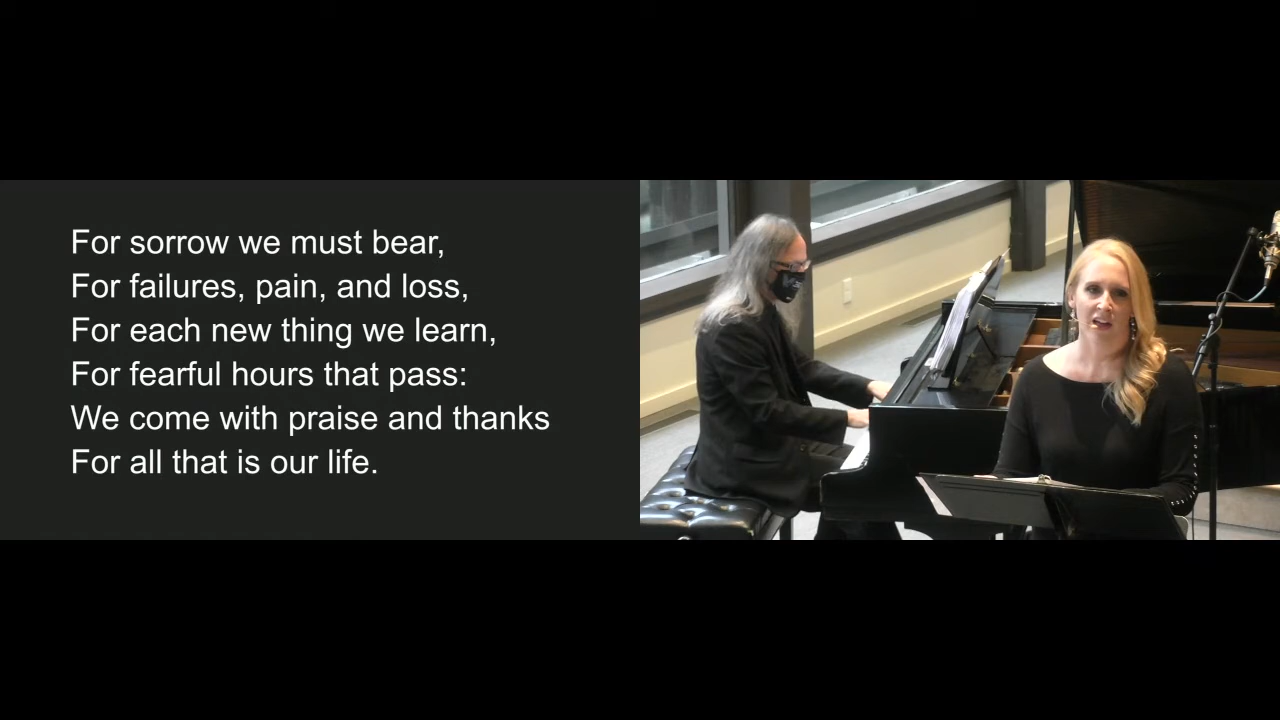 For sorrow we must bear,
For failures, pain, and loss,
For each new thing we learn,
For fearful hours that pass:
We come with praise and thanks
For all that is our life.